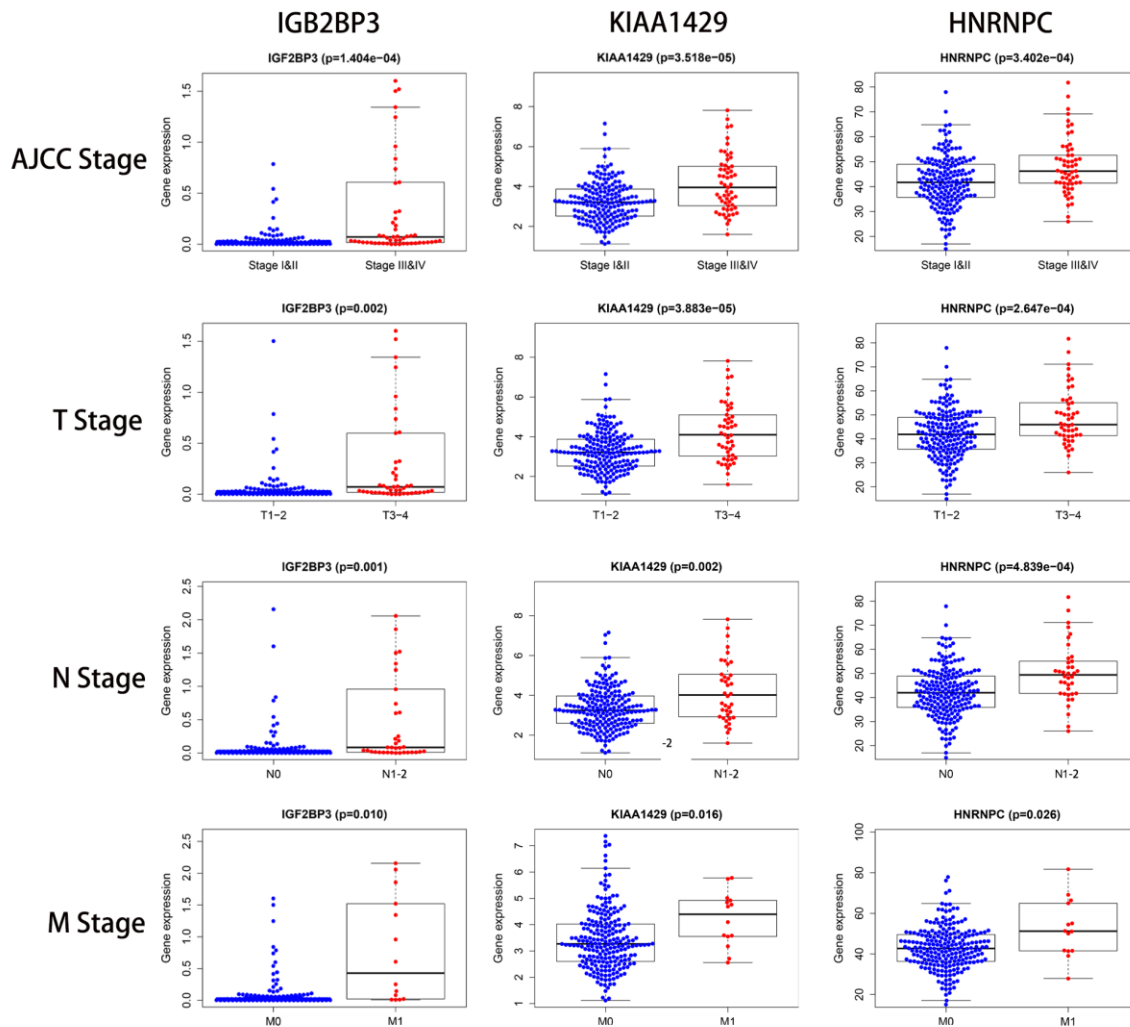 IGB2BP3 KIAA1429 HNRNPC
AJCC Stage
IGF2BP3 (p=1.404e−04)
Gene expression
1.5
1.0
0.5
0.0
Stage I&II Stage III&IV
KIAA1429 (p=3.518e−05)
Gene expression
8
6
4
2
Stage I&II Stage III&IV
HNRNPC (p=3.402e−04)
Gene expression
80
70
60
50
40
30
20
Stage I&II Stage III&IV
T Stage
IGF2BP3 (p=0.002)
Gene expression
1.5
1.0
0.5
0.0
T1−2 T3−4
KIAA1429 (p=3.883e−05)
Gene expression
8
6
4
2
T1−2 T3−4
HNRNPC (p=2.647e−04)
Gene expression
80
70
60
50
40
30
20
T1−2 T3−4
N Stage
IGF2BP3 (p=0.001)
Gene expression
2.5
2.0
1.5
1.0
0.5
0.0
N0 N1-2
KIAA1429 (p=0.002)
Gene expression
8
6
4
2
-2
N0 N1-2
HNRNPC (p=4.839e−04)
Gene expression
80
70
60
50
40
30
20
N0 N1-2
M Stage
IGF2BP3 (p=0.010)
Gene expression
2.5
2.0
1.5
1.0
0.5
0.0
M0 M1
KIAA1429 (p=0.016)
Gene expression
7
6
5
4
3
2
1
M0 M1
HNRNPC (p=0.026)
Gene expression
100
80
60
40
20
M0 M1